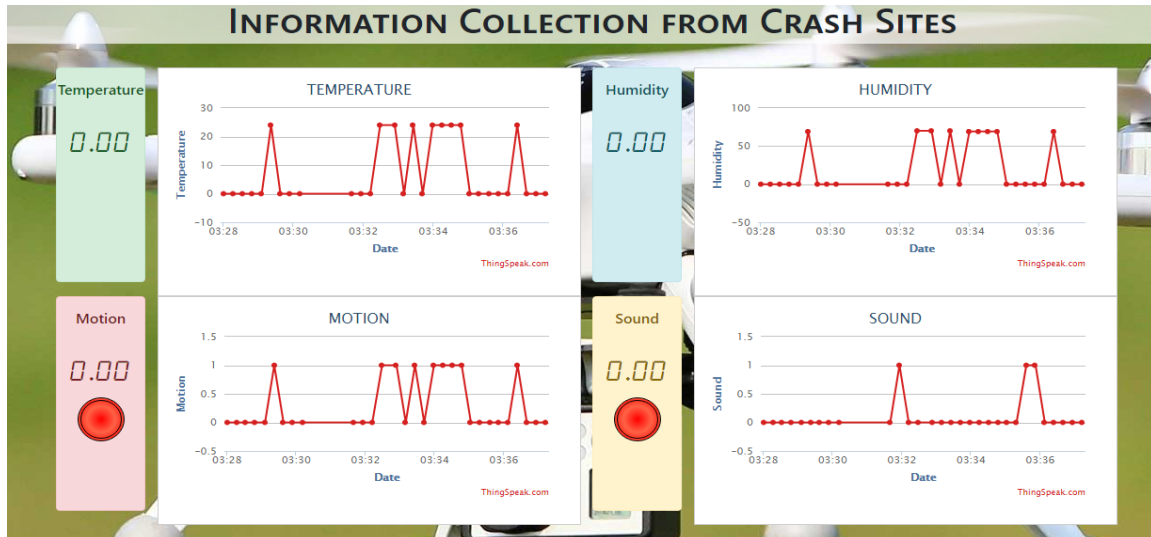 INFORMATION COLLECTION FROM CRASH SITES
Temperature
0.00
TEMPERATURE
Temperature
30
20
10
0
−10
03:28
03:30
03:32
03:34
03:36
Date
ThingSpeak.com
Humidity
0.00
HUMIDITY
Humidity
100
50
0
−50
03:28
03:30
03:32
03:34
03:36
Date
ThingSpeak.com
Motion
0.00
MOTION
Motion
1.5
1
0.5
0
−0.5
03:28
03:30
03:32
03:34
03:36
Date
ThingSpeak.com
Sound
0.00
SOUND
Sound
1.5
1
0.5
0
−0.5
03:28
03:30
03:32
03:34
03:36
Date
ThingSpeak.com